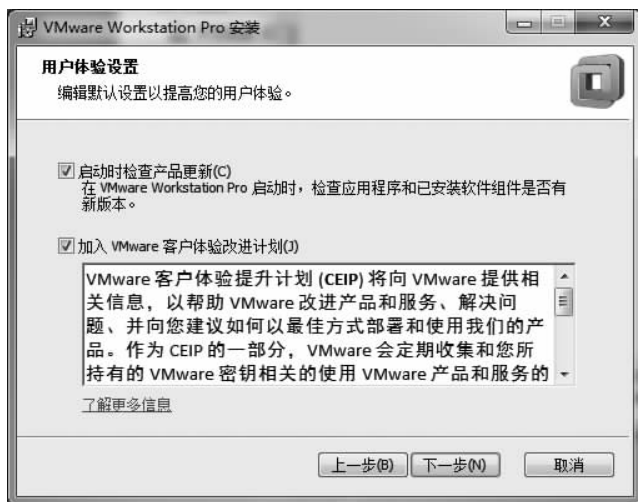 VMware Workstation Pro 安装
用户体验设置
编辑默认设置以提高您的用户体验。
启动时检查产品更新(C)
在 VMware Workstation Pro 启动时，检查应用程序和已安装软件组件是否有
新版本。
加入 VMware 客户体验改进计划(J)
VMware 客户体验提升计划 (CEIP) 将向 VMware 提供相
关信息，以帮助 VMware 改进产品和服务、解决问
题、并向您建议如何以最佳方式部署和使用我们的产
品。作为 CEIP 的一部分，VMware 会定期收集和您所
持有的 VMware 密钥相关的使用 VMware 产品和服务的
了解更多信息
上一步(B) 下一步(N) 取消